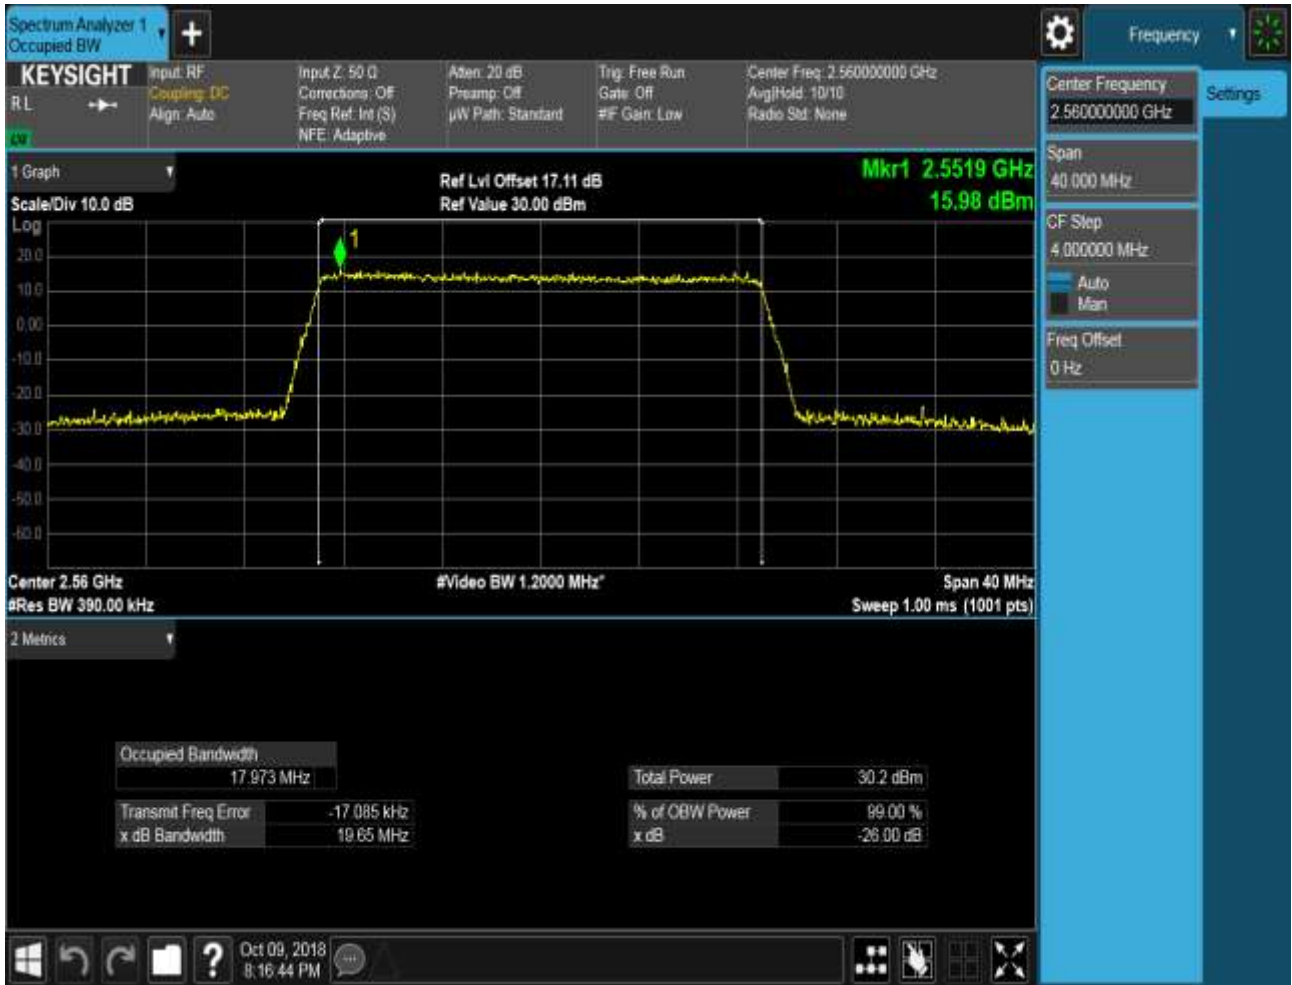 Spectrum Analyzer 1
Occupied BW
Frequency
KEYSIGHT
R L
Input: RF
Coupling: DC
Align: Auto
Input Z: 50 Ω
Corrections: Off
Freq Ref: Int (S)
NFE: Adaptive
Atten: 20 dB
Preamp: Off
µW Path: Standard
Trig: Free Run
Gate: Off
#IF Gain: Low
Center Freq: 2.560000000 GHz
Avg|Hold: 10/10
Radio Std: None
Center Frequency
2.560000000 GHz
Settings
Span
40.000 MHz
CF Step
4.000000 MHz
Auto
Man
Freq Offset
0 Hz
1 Graph
Scale/Div 10.0 dB
Ref Lvl Offset 17.11 dB
Ref Value 30.00 dBm
Mkr1 2.5519 GHz
15.98 dBm
Log
1
20.0
10.0
0.00
-10.0
-20.0
-30.0
-40.0
-50.0
-60.0
Center 2.56 GHz
#Video BW 1.2000 MHz*
Span 40 MHz
#Res BW 390.00 kHz
Sweep 1.00 ms (1001 pts)
2 Metrics
Occupied Bandwidth
17.973 MHz
Total Power 30.2 dBm
Transmit Freq Error -17.085 kHz
% of OBW Power 99.00 %
x dB Bandwidth 19.65 MHz
x dB -26.00 dB
?
Oct 09, 2018
8:16:44 PM